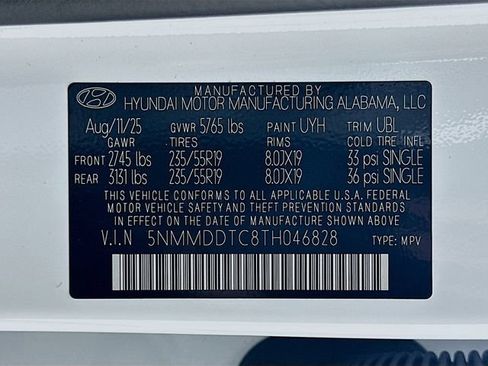 MANUFACTURED BY
HYUNDAI MOTOR MANUFACTURING ALABAMA, LLC
Aug/11/25 GVWR 5765 lbs PAINT UYH TRIM UBL
GAWR TIRES RIMS COLD TIRE INFL
FRONT 2745 lbs 235/55R19 8.0JX19 33 psi SINGLE
REAR 3131 lbs 235/55R19 8.0JX19 36 psi SINGLE
THIS VEHICLE CONFORMS TO ALL APPLICABLE U.S.A. FEDERAL
MOTOR VEHICLE SAFETY AND THEFT PREVENTION STANDARDS
IN EFFECT ON THE DATE OF MANUFACTURE SHOWN ABOVE.
V.I.N 5NMMDDTC8TH046828 TYPE: MPV